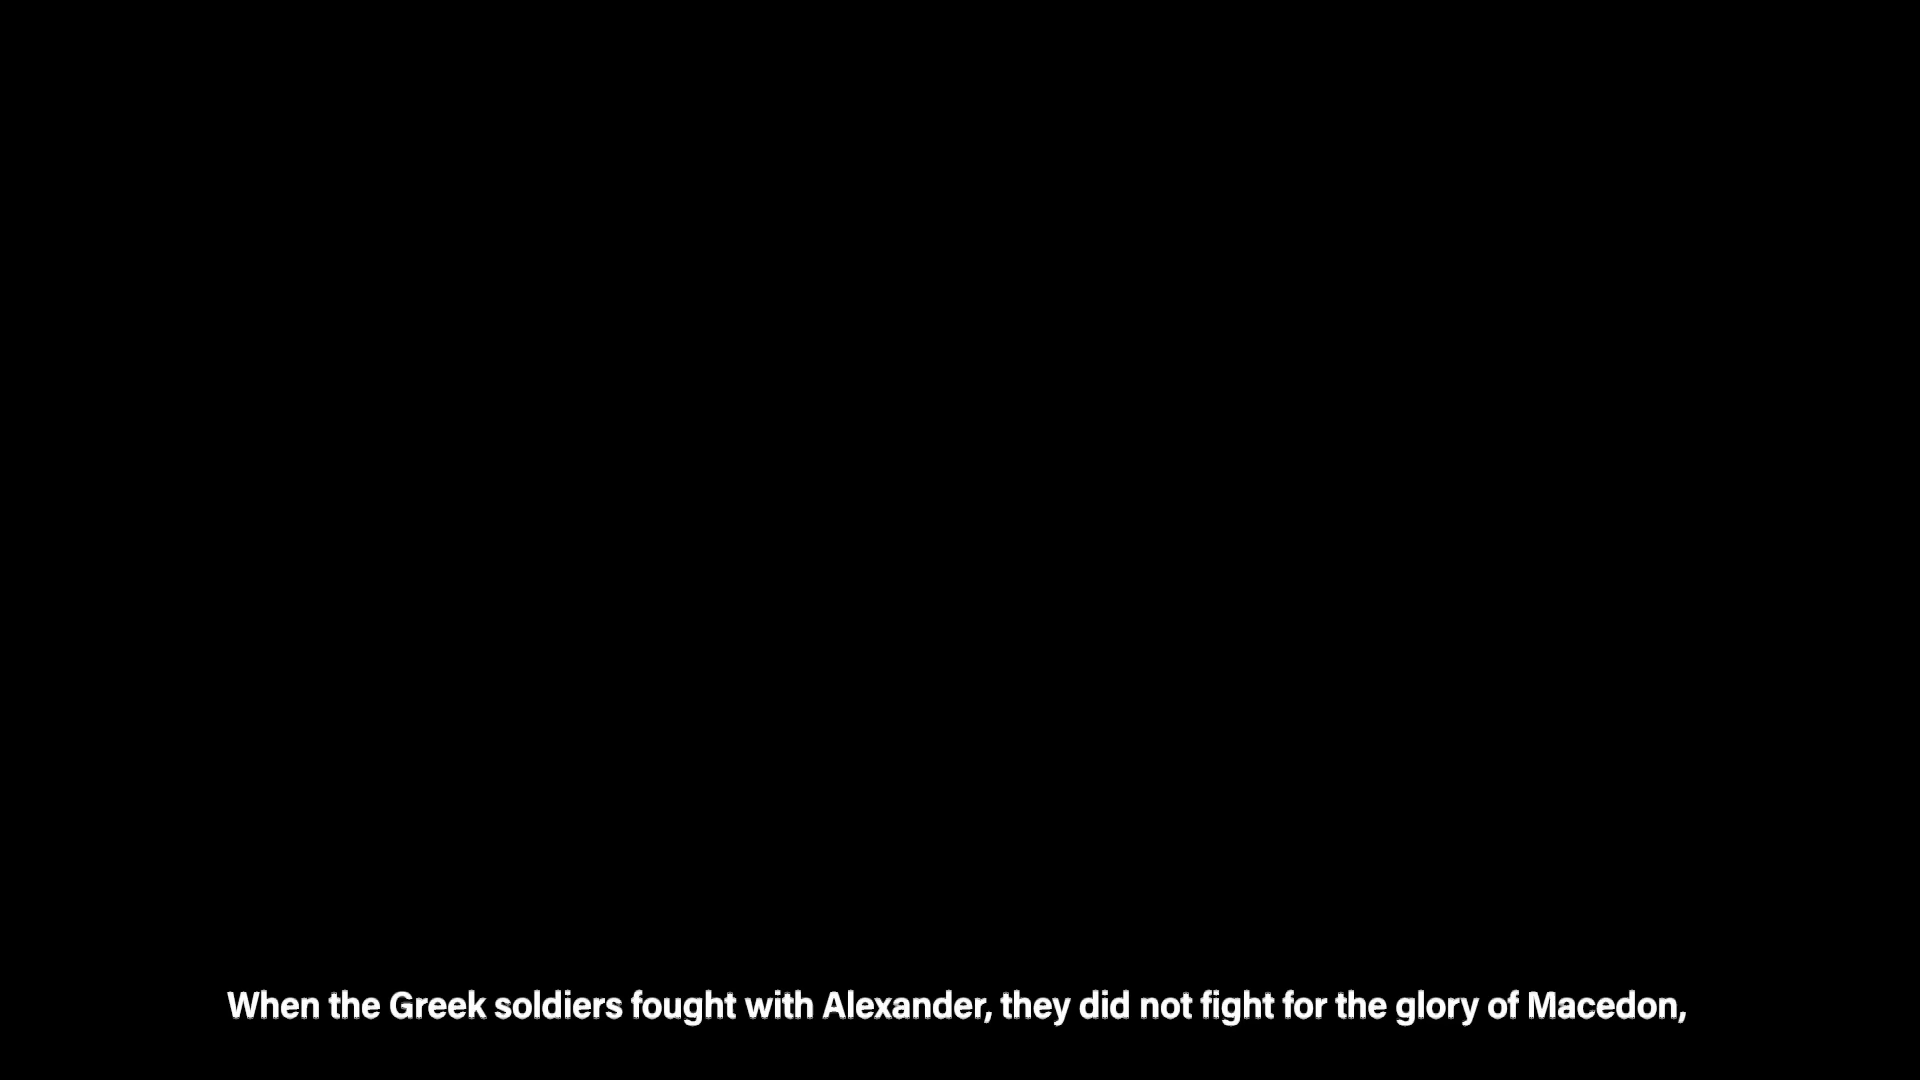 When the Greek soldiers fought with Alexander, they did not fight for the glory of Macedon,